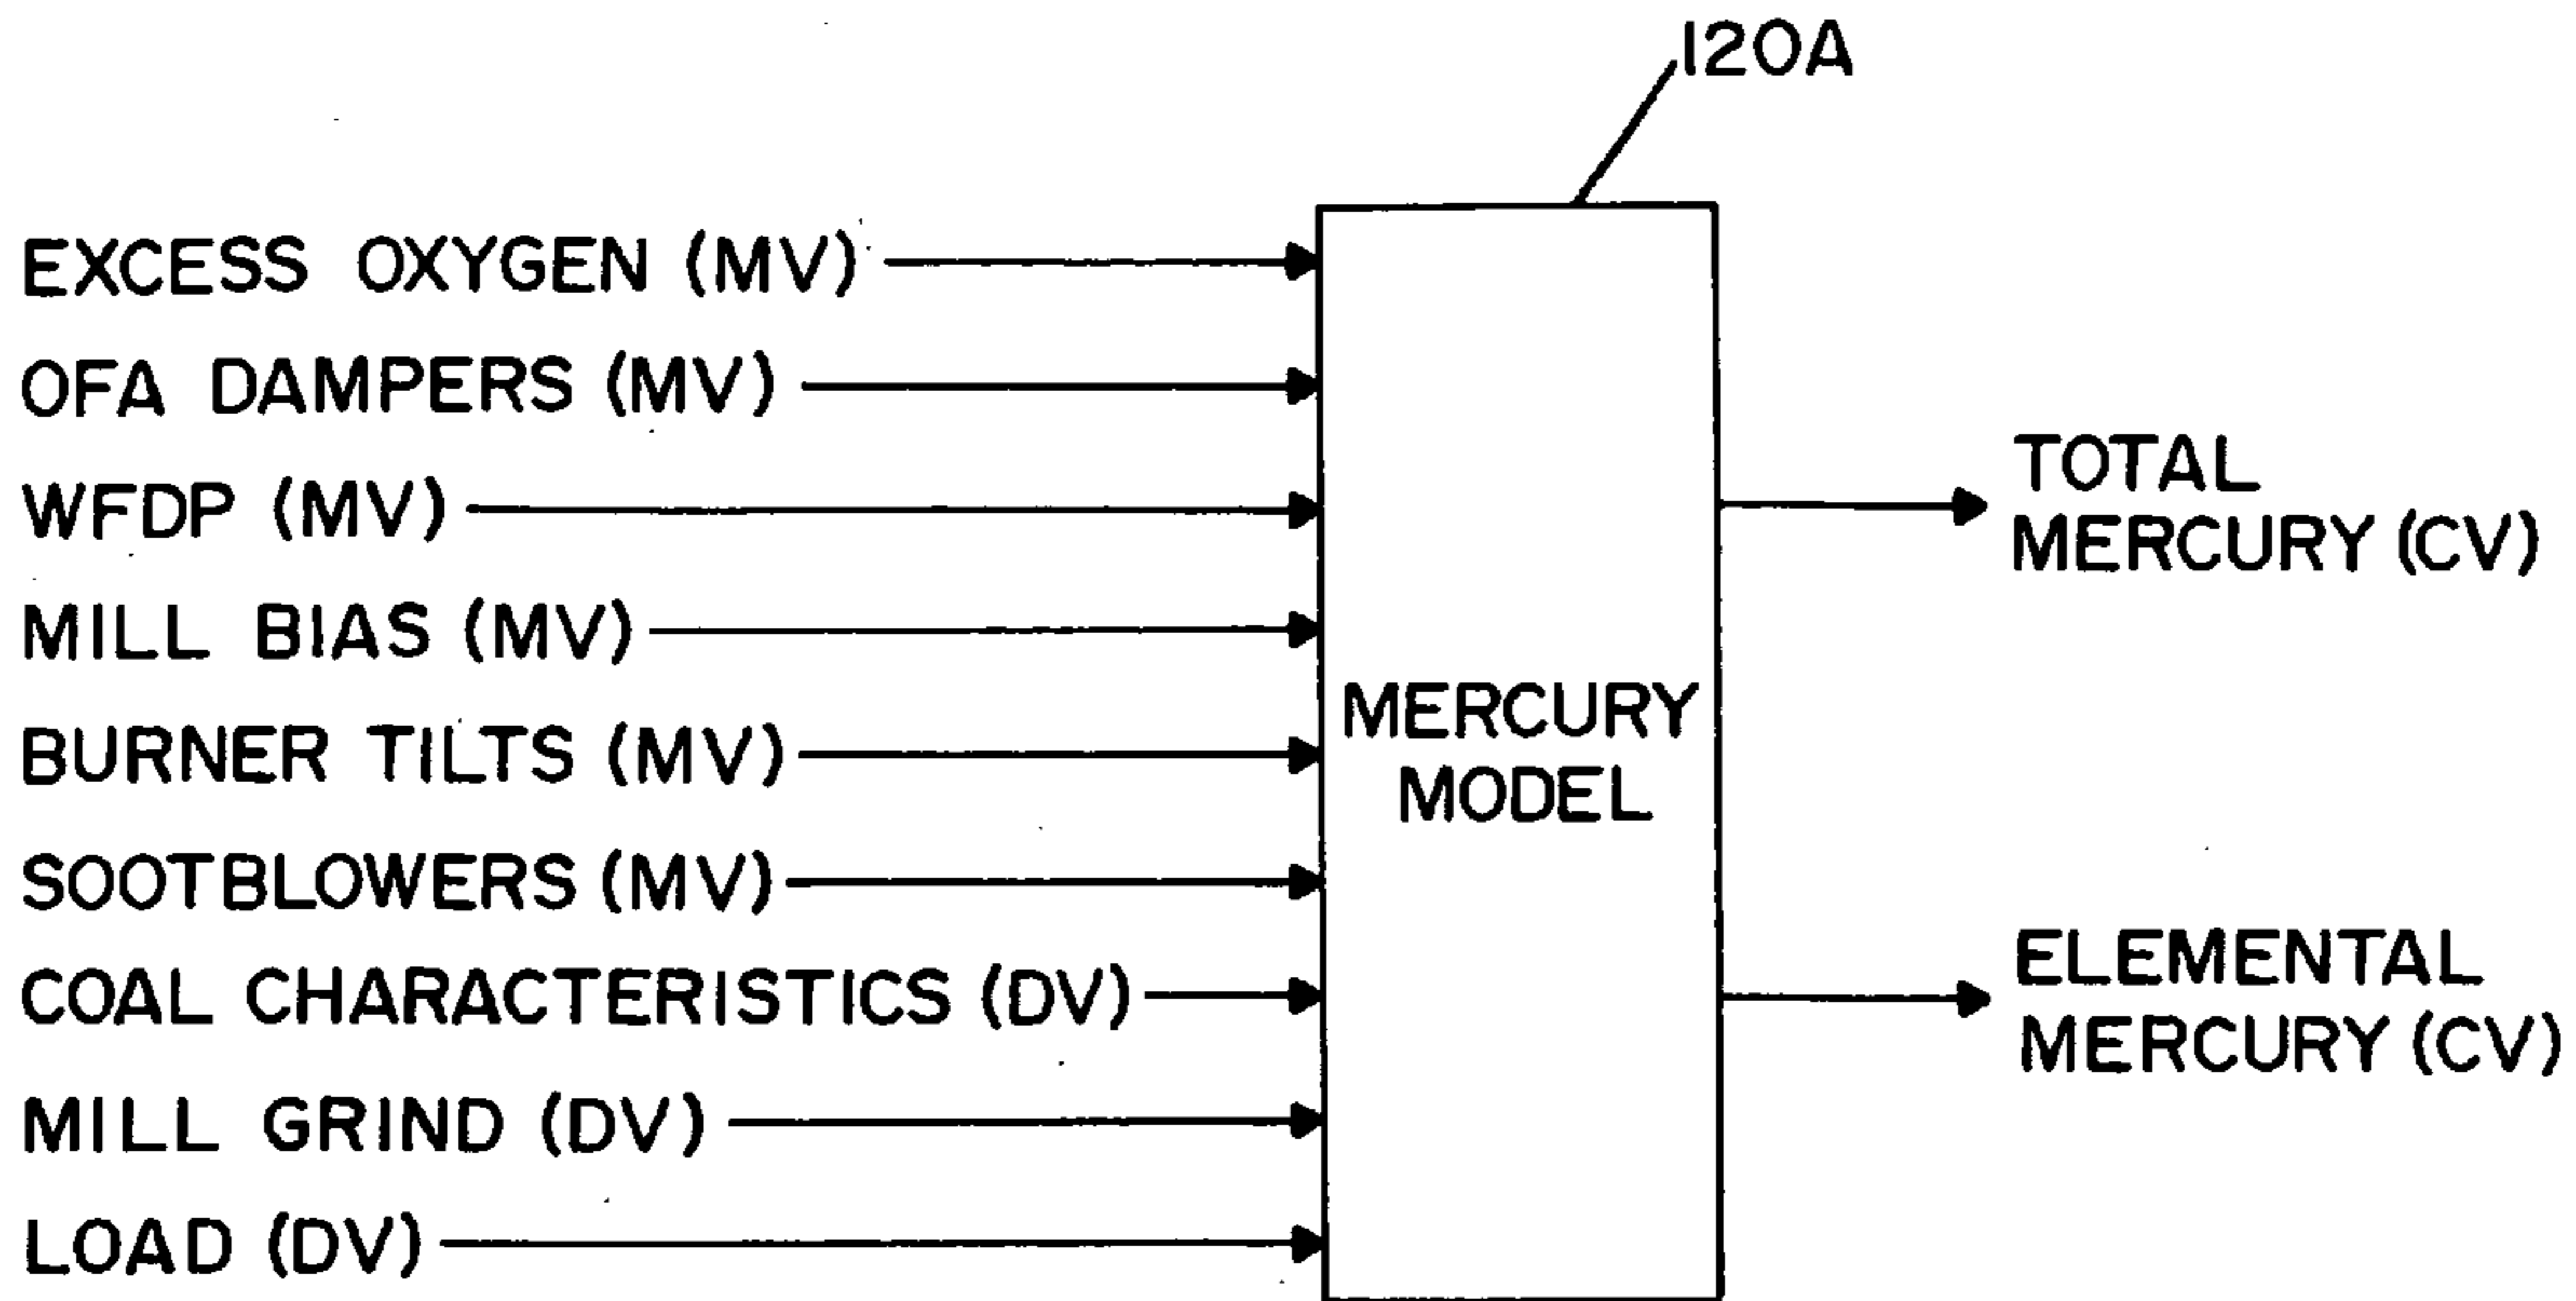 120A
EXCESS OXYGEN (MV)
OFA DAMPERS (MV)
WFDP (MV)
MILL BIAS (MV)
BURNER TILTS (MV)
SOOTBLOWERS (MV)
COAL CHARACTERISTICS (DV)
MILL GRIND (DV)
LOAD (DV)
MERCURY
MODEL
TOTAL
MERCURY (CV)
ELEMENTAL
MERCURY (CV)